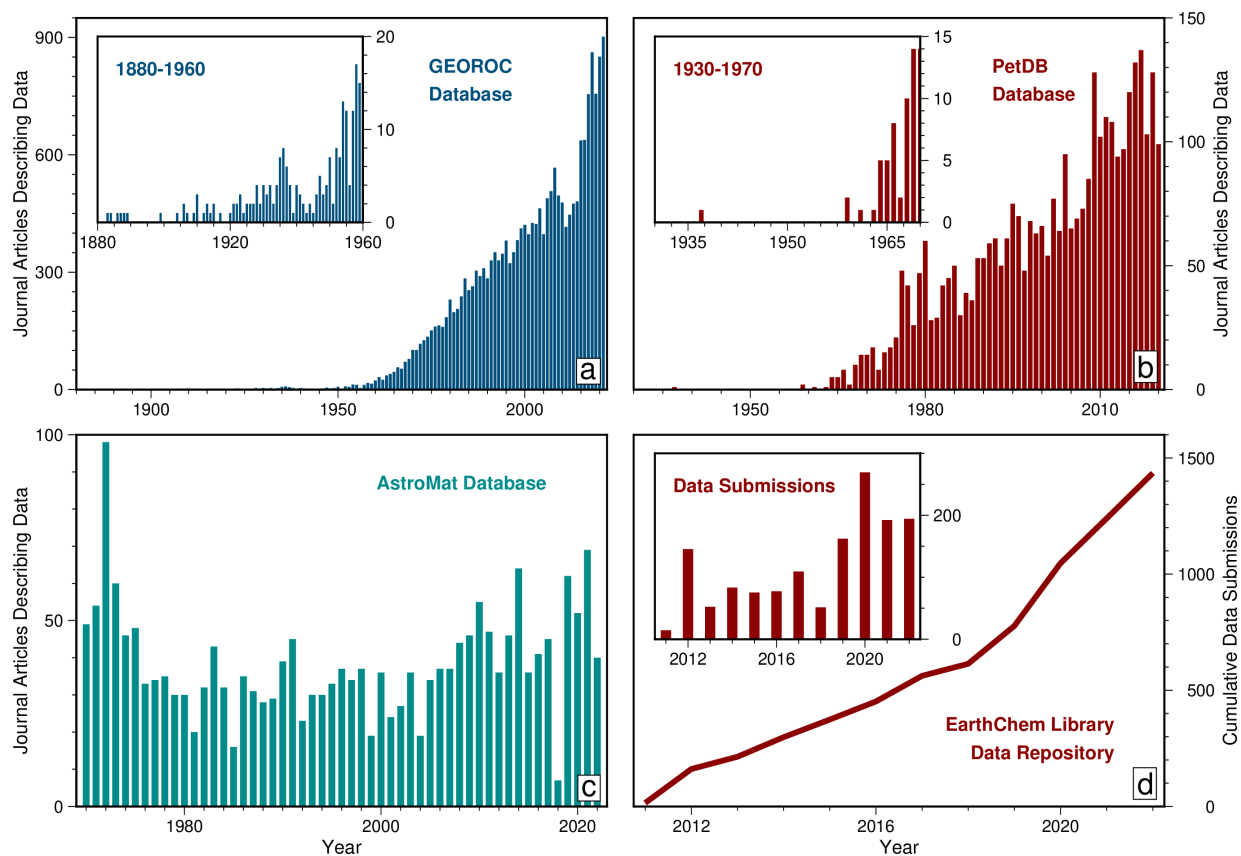 Journal Articles Describing Data
900
600
300
0
1880-1960
20
10
0
1880
1920
1960
GEOROC
Database
a
1900
1950
2000
1930-1970
15
10
5
0
1935
1950
1965
PetDB
Database
150
100
50
0
Journal Articles Describing Data
b
1950
1980
2010
Journal Articles Describing Data
100
50
0
AstroMat Database
c
1980
2000
2020
Year
Data Submissions
200
0
2012
2016
2020
1500
1000
500
0
Cumulative Data Submissions
EarthChem Library
Data Repository
d
2012
2016
2020
Year